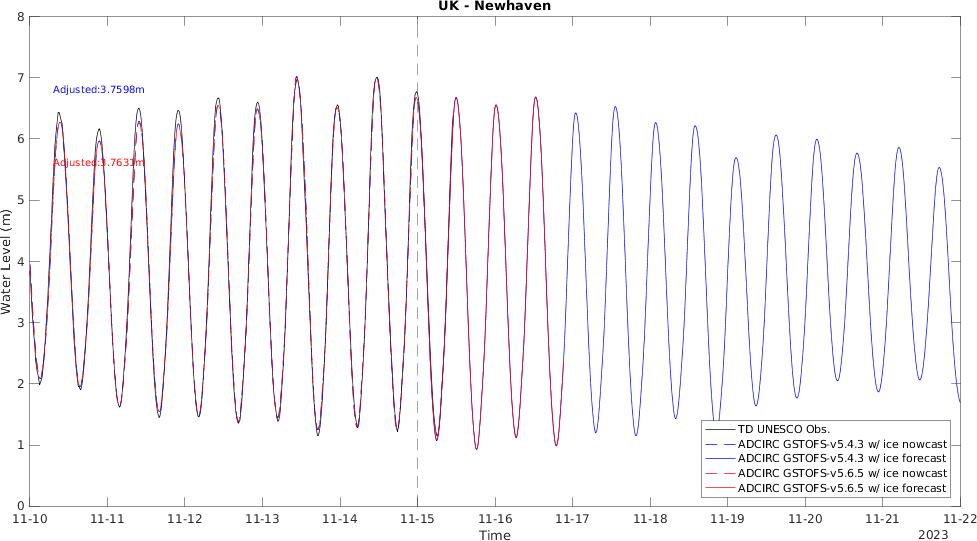 UK - Newhaven
8
7
6
5
4
3
2
1
0
Water Level (m)
Adjusted:3.7598m
Adjusted:3.7631m
TD UNESCO Obs.
ADCIRC GSTOFS-v5.4.3 w/ ice nowcast
ADCIRC GSTOFS-v5.4.3 w/ ice forecast
ADCIRC GSTOFS-v5.6.5 w/ ice nowcast
ADCIRC GSTOFS-v5.6.5 w/ ice forecast
11-10 11-11 11-12 11-13 11-14 11-15 11-16 11-17 11-18 11-19 11-20 11-21 11-22
Time
2023